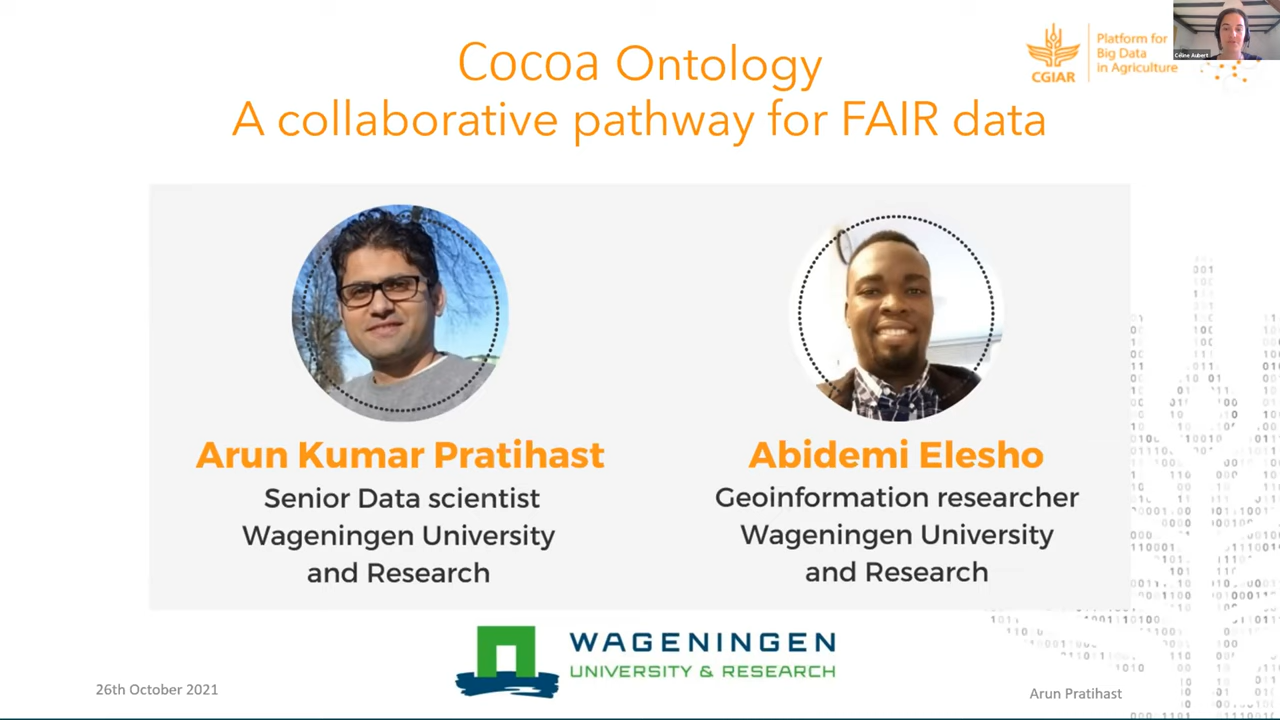 Cocoa Ontology
A collaborative pathway for FAIR data
CGIAR
Platform for
Big Data
in Agriculture
Céline Aubert
Arun Kumar Pratihast
Senior Data scientist
Wageningen University
and Research
Abidemi Elesho
Geoinformation researcher
Wageningen University
and Research
WAGENINGEN
UNIVERSITY & RESEARCH
26th October 2021
Arun Pratihast